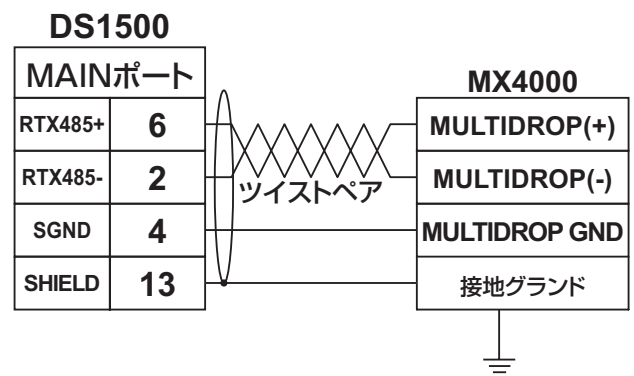 DS1500
MAINポート
MX4000
RTX485+ 6
MULTIDROP(+)
RTX485- 2
ツイストペア
MULTIDROP(-)
SGND 4
MULTIDROP GND
SHIELD 13
接地グランド